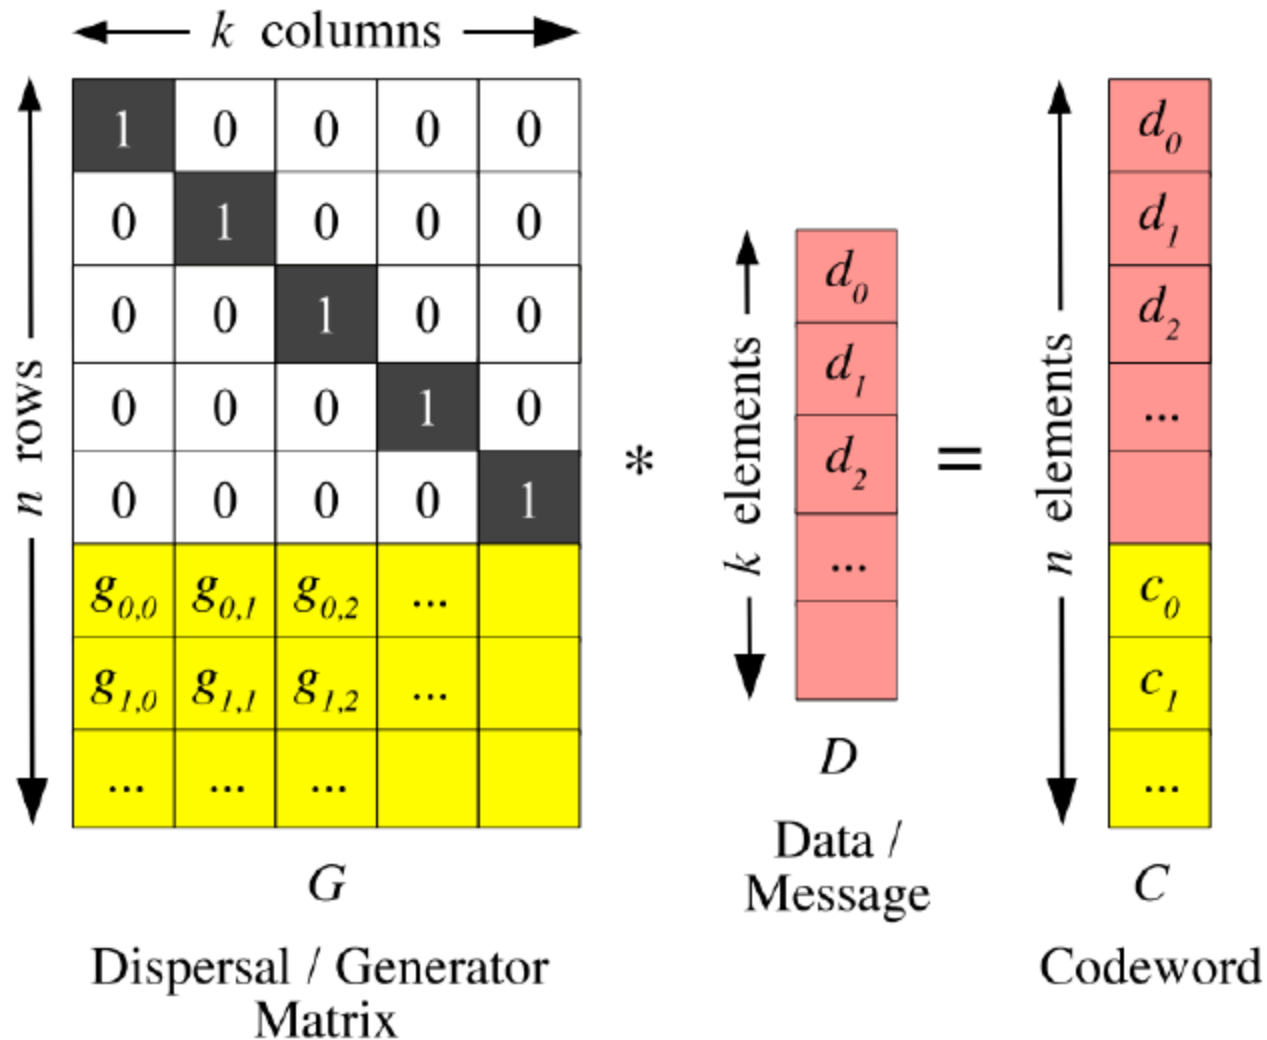 k columns
n rows
1 0 0 0 0
0 1 0 0 0
0 0 1 0 0
0 0 0 1 0
0 0 0 0 1
g0,0 g0,1 g0,2 ...
g1,0 g1,1 g1,2 ...
... ... ...
G
Dispersal / Generator
Matrix
*
k elements
d0
d1
d2
...
D
Data /
Message
=
n elements
d0
d1
d2
...
c0
c1
...
C
Codeword